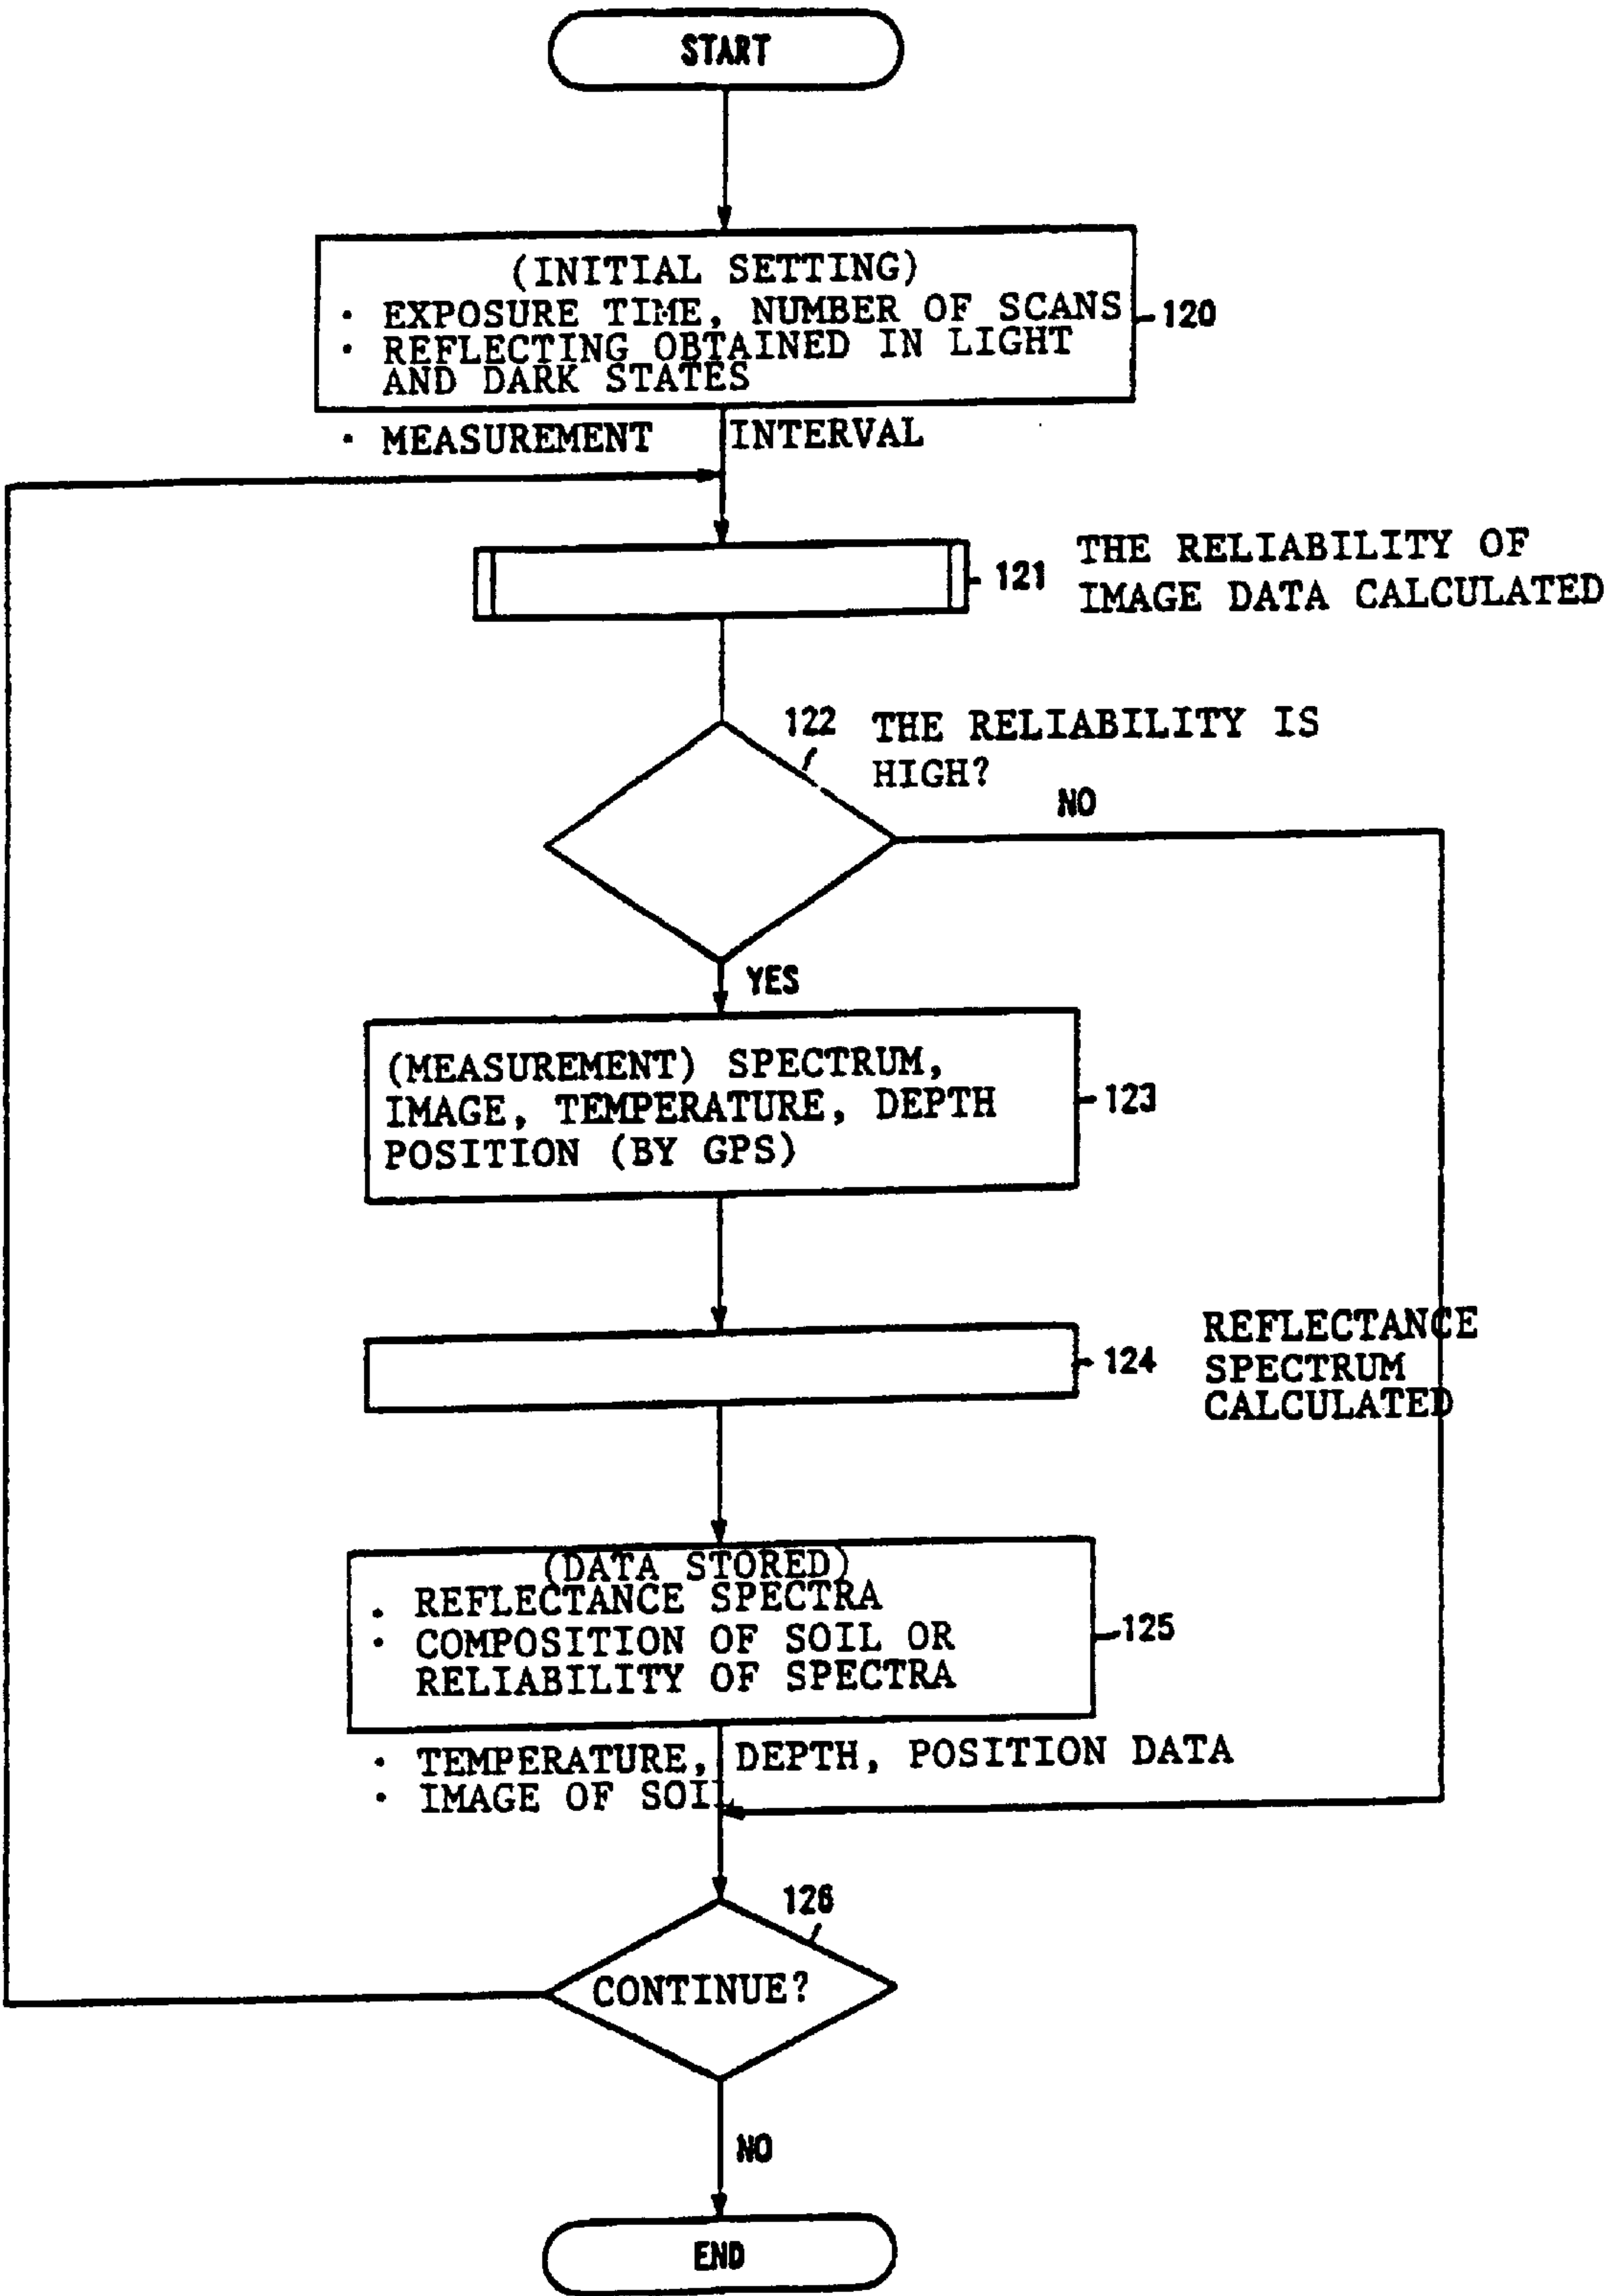 START
(INITIAL SETTING)
· EXPOSURE TIME, NUMBER OF SCANS
· REFLECTING OBTAINED IN LIGHT
AND DARK STATES
120
· MEASUREMENT INTERVAL
121
THE RELIABILITY OF
IMAGE DATA CALCULATED
122
THE RELIABILITY IS
HIGH?
NO
YES
(MEASUREMENT) SPECTRUM,
IMAGE, TEMPERATURE, DEPTH
POSITION (BY GPS)
123
124
REFLECTANCE
SPECTRUM
CALCULATED
(DATA STORED)
· REFLECTANCE SPECTRA
· COMPOSITION OF SOIL OR
RELIABILITY OF SPECTRA
125
· TEMPERATURE, DEPTH, POSITION DATA
· IMAGE OF SOIL
126
CONTINUE?
NO
END